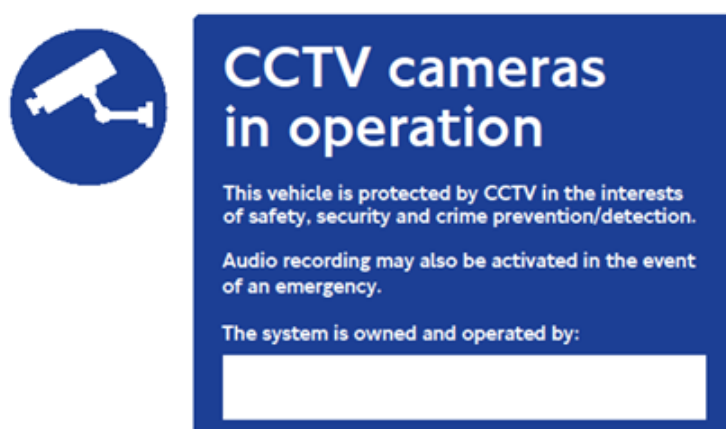 CCTV cameras
in operation
This vehicle is protected by CCTV in the interests
of safety, security and crime prevention/detection.
Audio recording may also be activated in the event
of an emergency.
The system is owned and operated by: